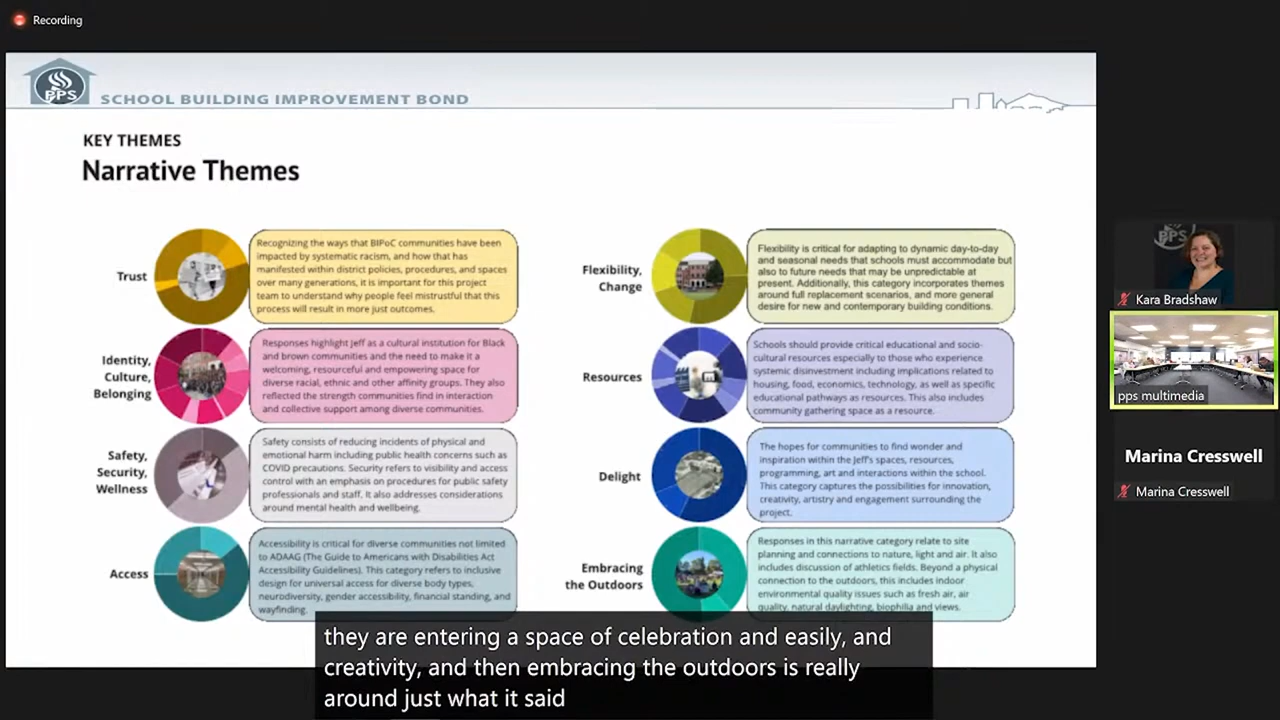 Recording
PPS
SCHOOL BUILDING IMPROVEMENT BOND
KEY THEMES
Narrative Themes
Trust
Recognizing the ways that BIPoC communities have been
impacted by systematic racism, and how that has
manifested within district policies, procedures, and spaces
over many generations, it is important for this project
team to understand why people feel mistrustful that this
process will result in more just outcomes.
Identity,
Culture,
Belonging
Responses highlight Jeff as a cultural institution for Black
and brown communities and the need to make it a
welcoming, resourceful and empowering space for
diverse racial, ethnic and other affinity groups. They also
reflected the strength communities find in interaction
and collective support among diverse communities.
Safety,
Security,
Wellness
Safety consists of reducing incidents of physical and
emotional harm including public health concerns such as
COVID precautions. Security refers to visibility and access
control with an emphasis on procedures for public safety
professionals and staff. It also addresses considerations
around mental health and wellbeing.
Access
Accessibility is critical for diverse communities not limited
to ADAAG (The Guide to Americans with Disabilities Act
Accessibility Guidelines). This category refers to inclusive
design for universal access for diverse body types,
neurodiversity, gender accessibility, financial standing, and
wayfinding.
Flexibility,
Change
Flexibility is critical for adapting to dynamic day-to-day
and seasonal needs that schools must accommodate but
also to future needs that may be unpredictable at
present. Additionally, this category incorporates themes
around full replacement scenarios, and more general
desire for new and contemporary building conditions.
Resources
Schools should provide critical educational and socio-
cultural resources especially to those who experience
systemic disinvestment including implications related to
housing, food, economics, technology, as well as specific
educational pathways as resources. This also includes
community gathering space as a resource.
Delight
The hopes for communities to find wonder and
inspiration within the Jeff's spaces, resources,
programming, art and interactions within the school.
This category captures the possibilities for innovation,
creativity, artistry and engagement surrounding the
project.
Embracing
the Outdoors
Responses in this narrative category relate to site
planning and connections to nature, light and air. It also
includes discussion of athletics fields. Beyond a physical
connection to the outdoors, this includes indoor
environmental quality issues such as fresh air, air
quality, natural daylighting, biophilia and views.
they are entering a space of celebration and easily, and
creativity, and then embracing the outdoors is really
around just what it said
PPS
Kara Bradshaw
pps multimedia
Marina Cresswell
Marina Cresswell